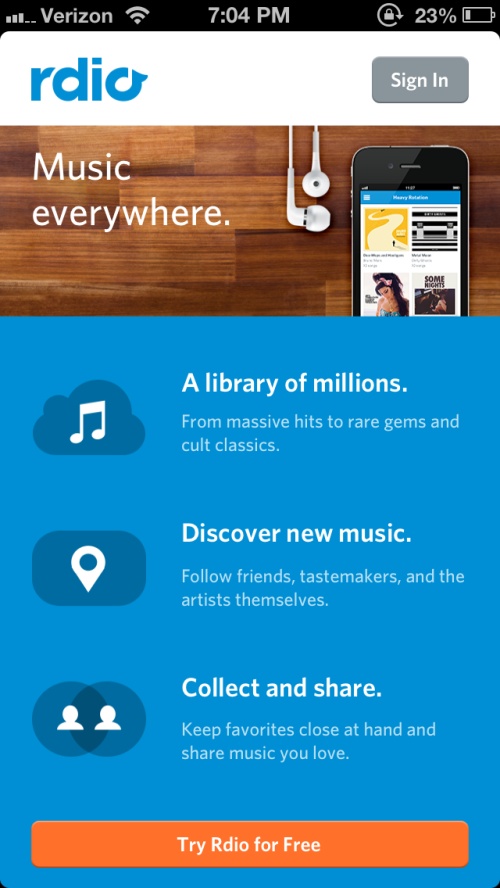 Verizon 7:04 PM 23%
rdio
Sign In
Music
everywhere.
11:27
Heavy Rotation
SOME
NIGHTS
A library of millions.
From massive hits to rare gems and
cult classics.
Discover new music.
Follow friends, tastemakers, and the
artists themselves.
Collect and share.
Keep favorites close at hand and
share music you love.
Try Rdio for Free